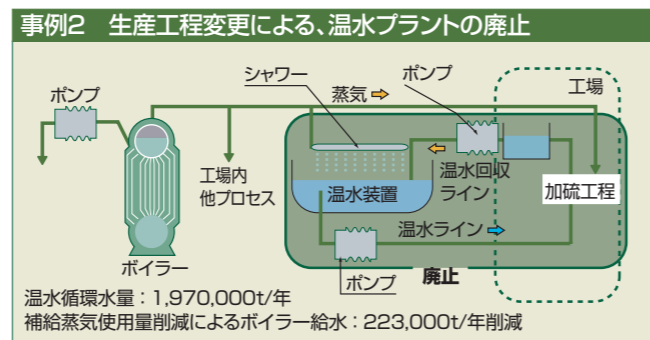 事例2 生産工程変更による、温水プラントの廃止
シャワー
ポンプ
蒸気
工場
ポンプ
工場内
他プロセス
温水装置
温水回収
ライン
加硫工程
温水ライン
ボイラー
ポンプ
廃止
温水循環水量：1,970,000t/年
補給蒸気使用量削減によるボイラー給水：223,000t/年削減